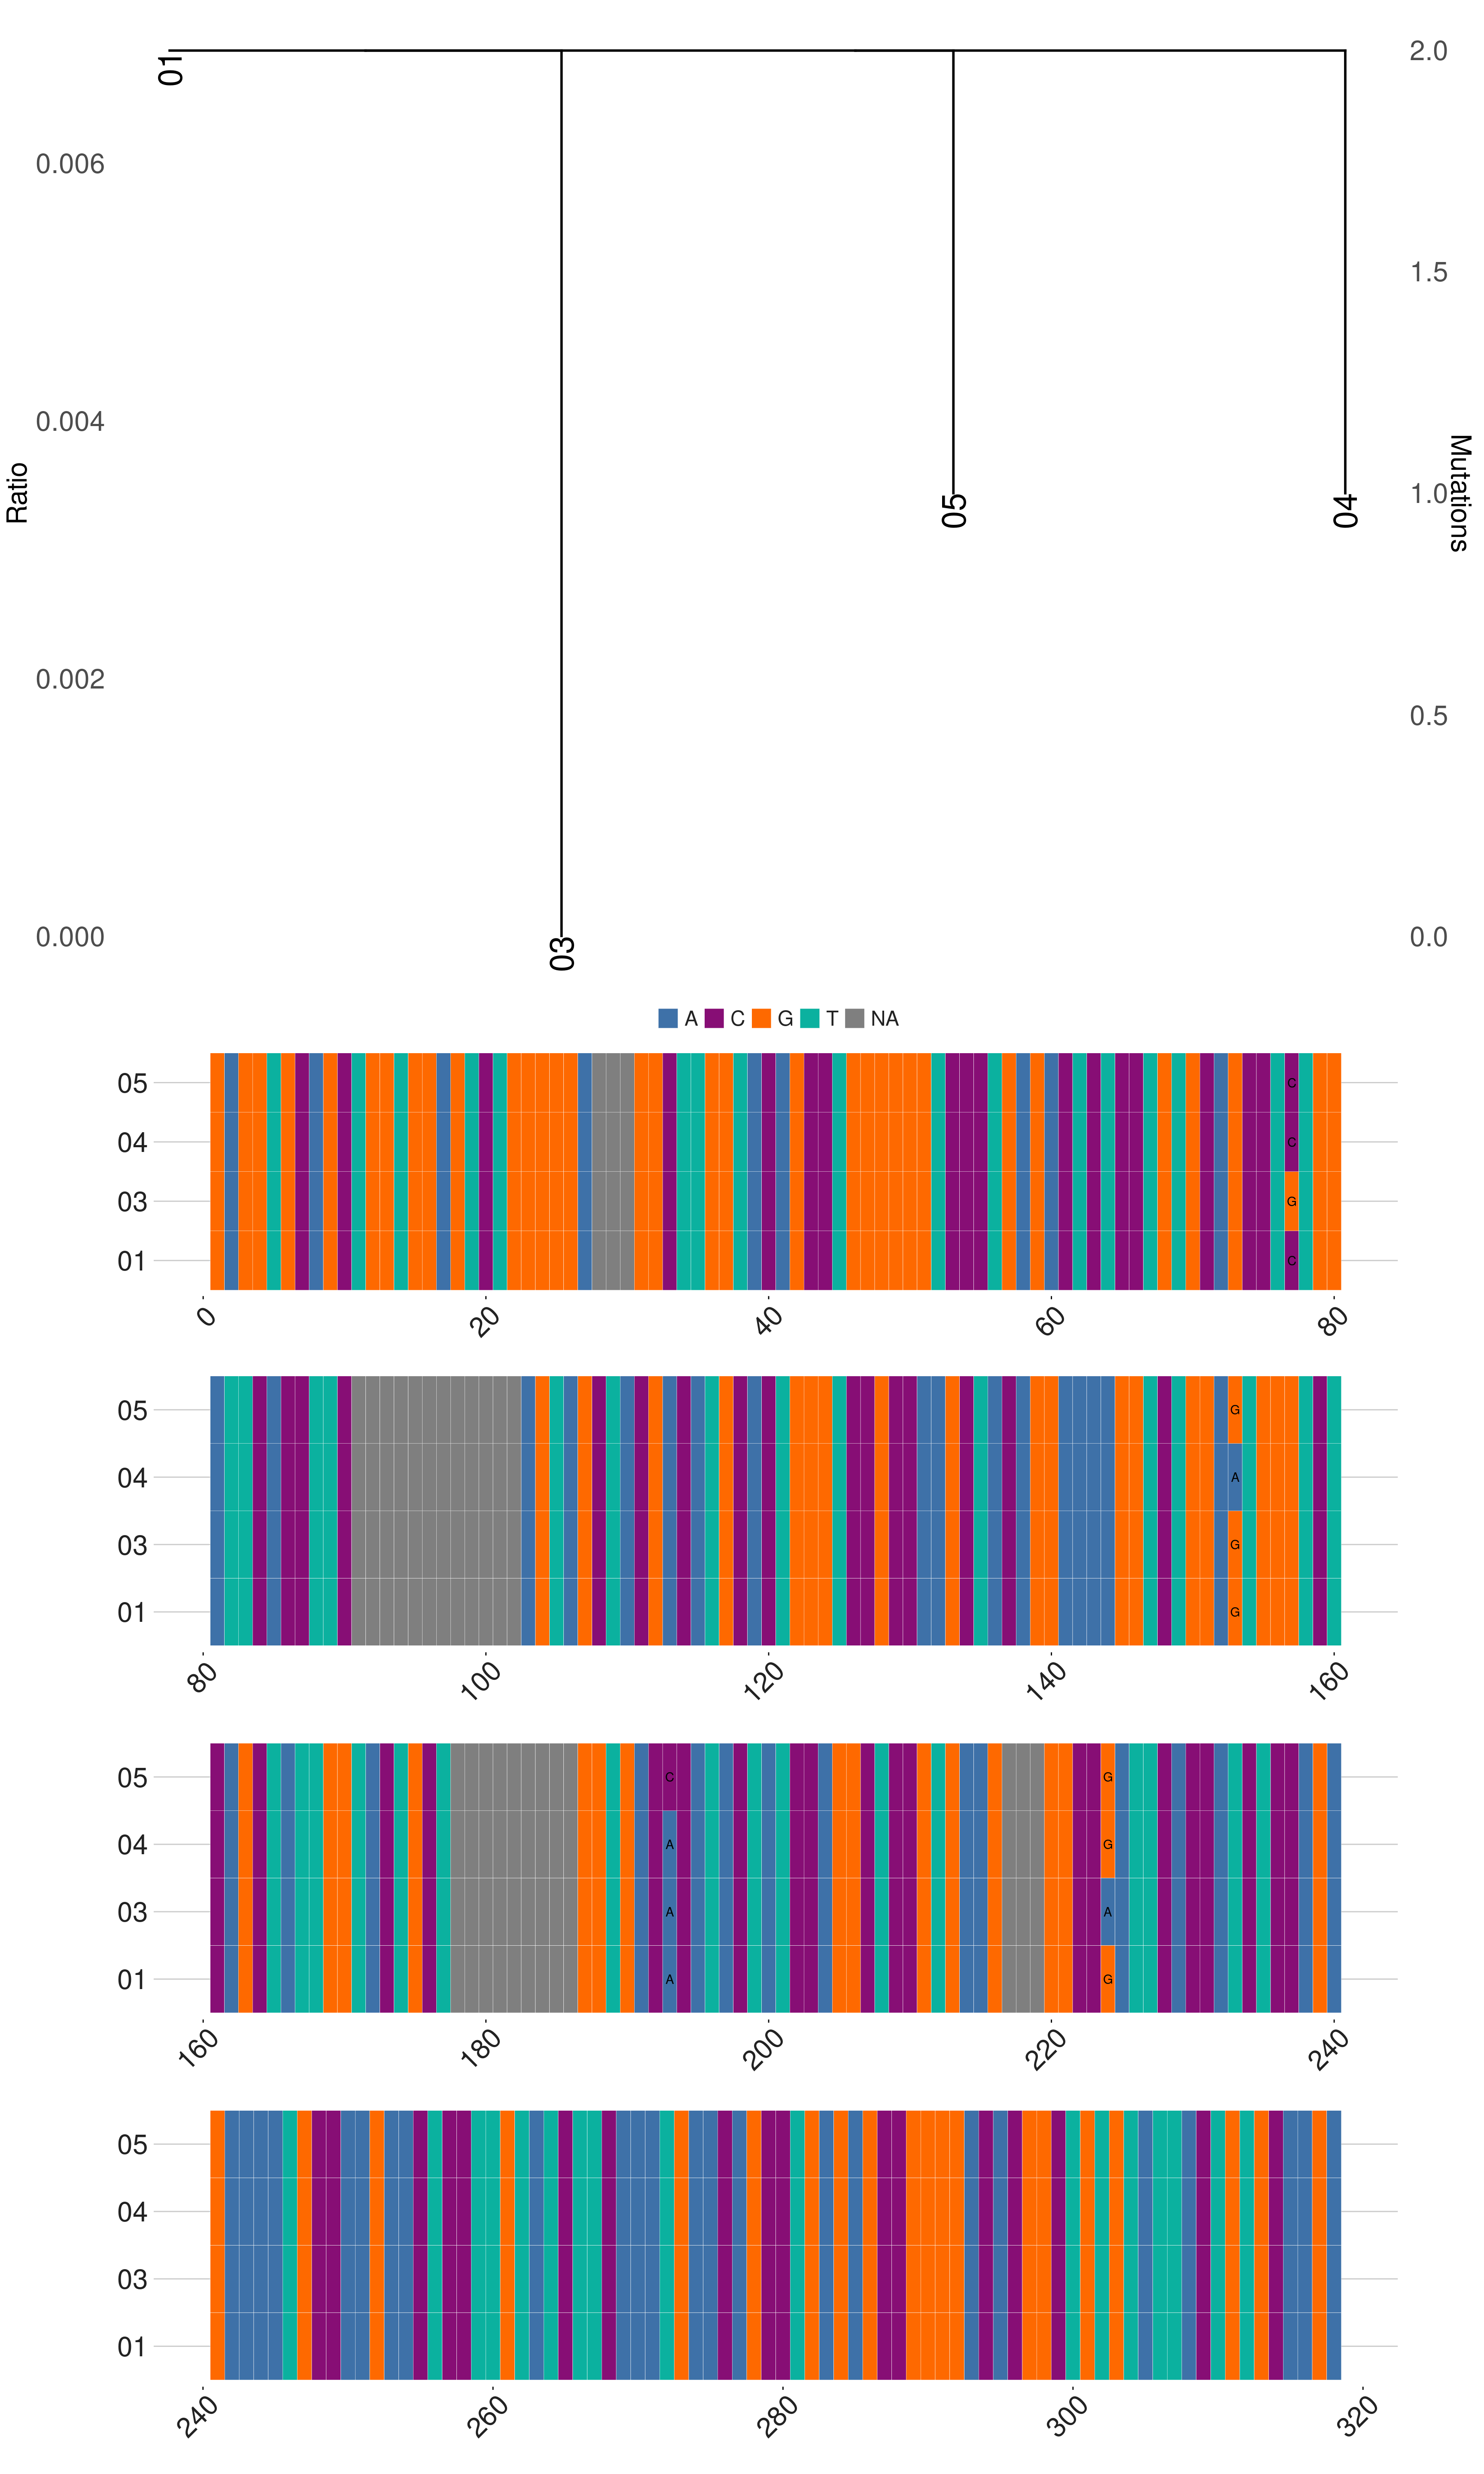 01
2.0
0.006
1.5
0.004
Ratio
05
04
1.0
Mutations
0.002
0.5
0.000
03
0.0
A C G T NA
05 C
04 C
03 G
01 C
0 20 40 60 80
05 G
04 A
03 G
01 G
80 100 120 140 160
05 C G
04 A G
03 A A
01 A G
160 180 200 220 240
05
04
03
01
240 260 280 300 320